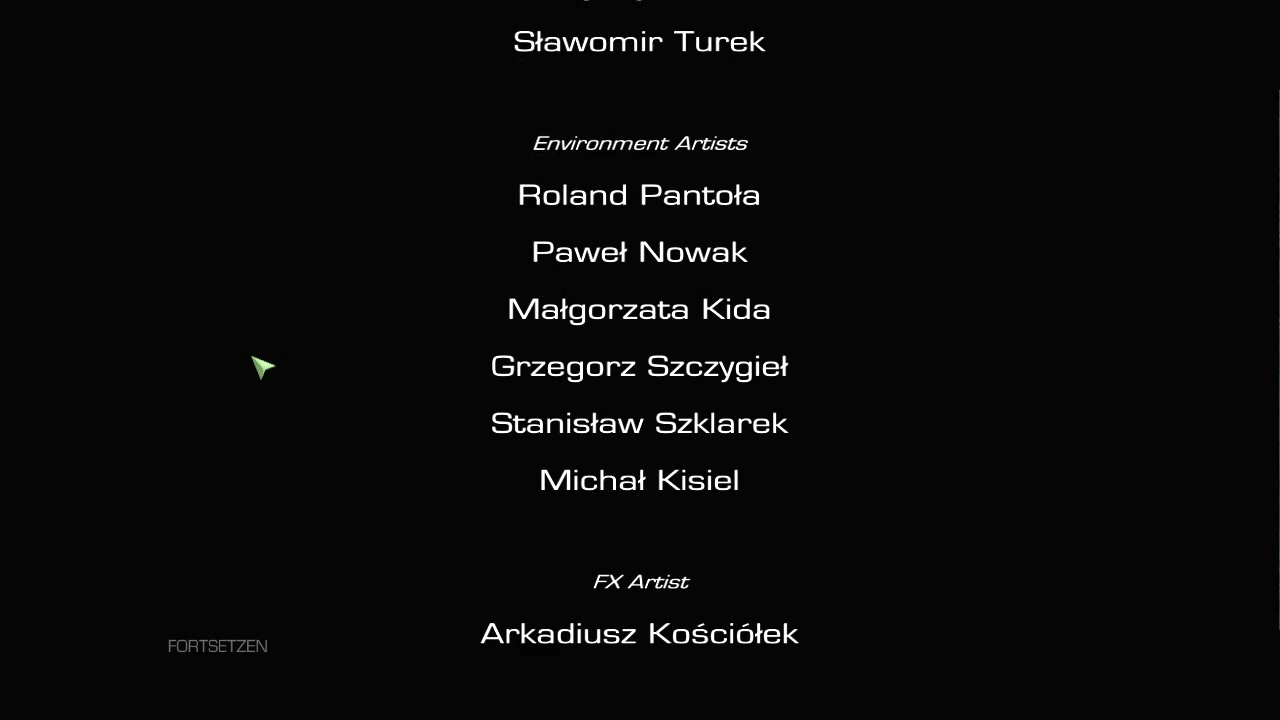 Sławomir Turek
Environment Artists
Roland Pantoła
Paweł Nowak
Małgorzata Kida
Grzegorz Szczygieł
Stanisław Szklarek
Michał Kisiel
FX Artist
Arkadiusz Kościółek
FORTSETZEN